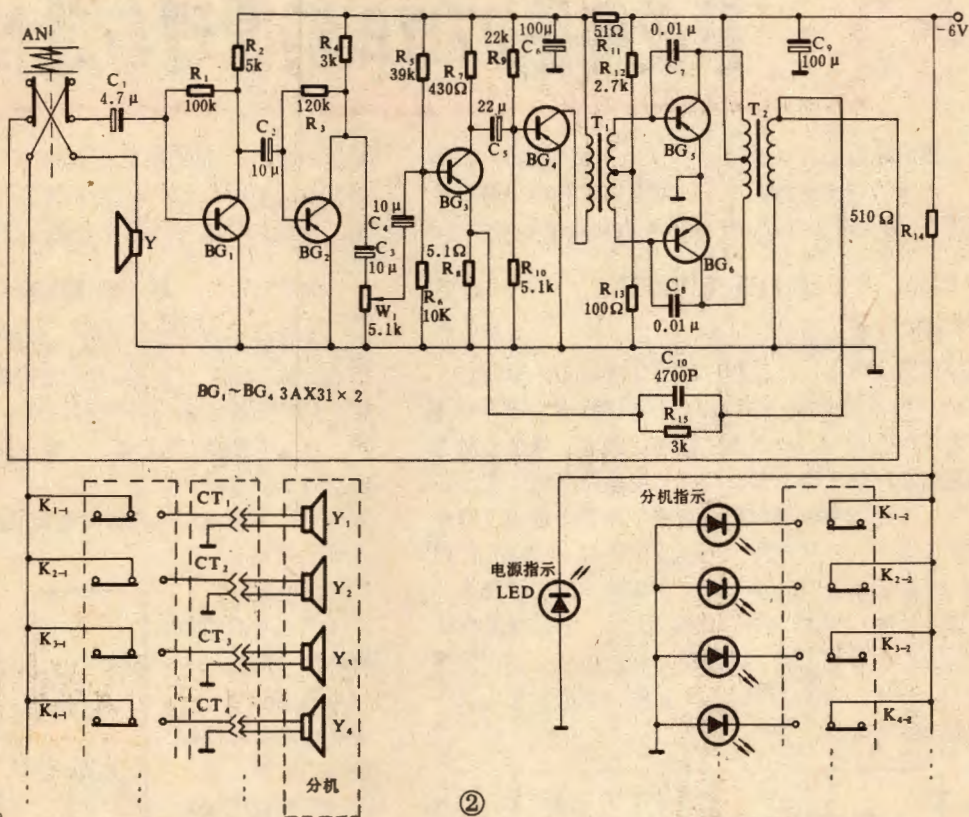 AN
C₁
4.7μ
R₁
100k
R₂
5k
C₂
10μ
BG₁
Y
R₄
3k
120k
R₃
BG₂
10μ
C₄
C₃
10μ
W₁
5.1k
R₅
39k
R₇
430Ω
22μ
C₅
BG₃
5.1Ω
R₈
R₆
10K
22k
R₉
R₁₀
5.1k
100μ
C₆
BG₄
51Ω
R₁₁
R₁₂
2.7k
T₁
R₁₃
100Ω
0.01μ
C₇
BG₅
BG₆
C₈
0.01μ
T₂
C₉
100μ
-6V
510Ω
R₁₄
C₁₀
4700P
R₁₅
3k
BG₁~BG₄ 3AX31×2
K₁₋₁
CT₁
Y₁
K₂₋₁
CT₂
Y₂
K₃₋₁
CT₃
Y₃
K₄₋₁
CT₄
Y₄
分机
电源指示
LED
分机指示
K₁₋₂
K₂₋₂
K₃₋₂
K₄₋₂
②